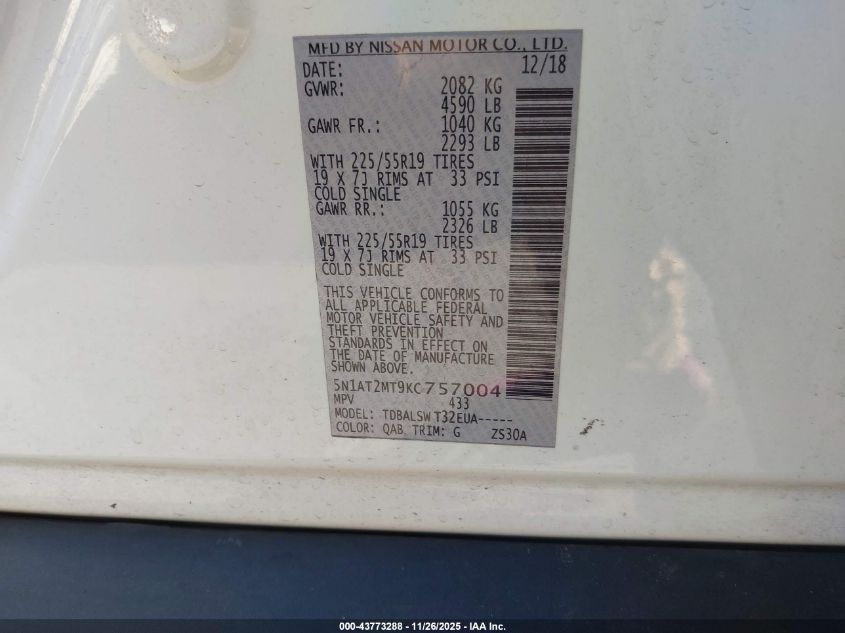 MFD BY NISSAN MOTOR CO., LTD.
DATE: 12/18
GVWR: 2082 KG
4590 LB
GAWR FR.: 1040 KG
2293 LB
WITH 225/55R19 TIRES
19 X 7J RIMS AT 33 PSI
COLD SINGLE
GAWR RR.: 1055 KG
2326 LB
WITH 225/55R19 TIRES
19 X 7J RIMS AT 33 PSI
COLD SINGLE
THIS VEHICLE CONFORMS TO
ALL APPLICABLE FEDERAL
MOTOR VEHICLE SAFETY AND
THEFT PREVENTION
STANDARDS IN EFFECT ON
THE DATE OF MANUFACTURE
SHOWN ABOVE.
5N1AT2MT9KC757004
MPV 433
MODEL: TDBALSW T32EUA-----
COLOR: QAB TRIM: G ZS30A
000-43773288 - 11/26/2025 - IAA Inc.